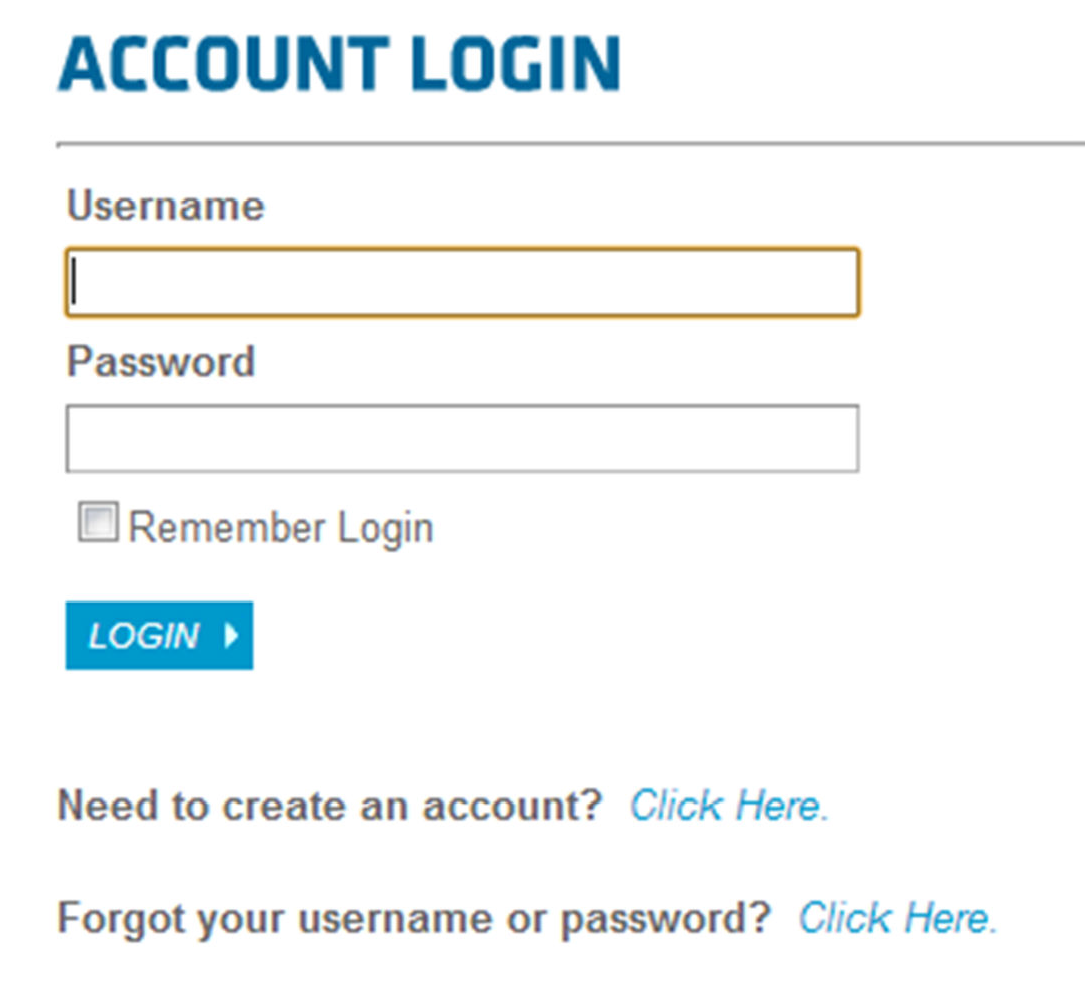 ACCOUNT LOGIN
Username
Password
Remember Login
LOGIN
Need to create an account? Click Here.
Forgot your username or password? Click Here.